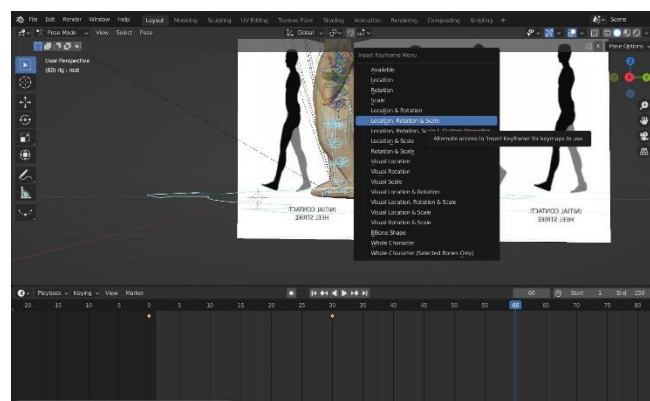 File Edit Render Window Help Layout Modeling Sculpting UV Editing Texture Paint Shading Animation Rendering Compositing Scripting + Scene
Pose Mode View Select Pose Global
Pose Options
User Perspective
(60) rig : root
Insert Keyframe Menu
Available
Location
Rotation
Scale
Location & Rotation
Location, Rotation & Scale
Location, Rotation, Scale & Custom Properties
Alternate access to 'Insert Keyframe' for keymaps to use
Location & Scale
Rotation & Scale
Visual Location
Visual Rotation
Visual Scale
Visual Location & Rotation
Visual Location, Rotation & Scale
Visual Location & Scale
Visual Rotation & Scale
BBone Shape
Whole Character
Whole Character (Selected Bones Only)
INITIAL CONTACT:
HEEL STRIKE
INITIAL CONTACT:
HEEL STRIKE
Playback Keying View Marker 60 Start 1 End 250
-20 -15 -10 -5 0 5 10 15 20 25 30 35 40 45 50 55 60 65 70 75 80